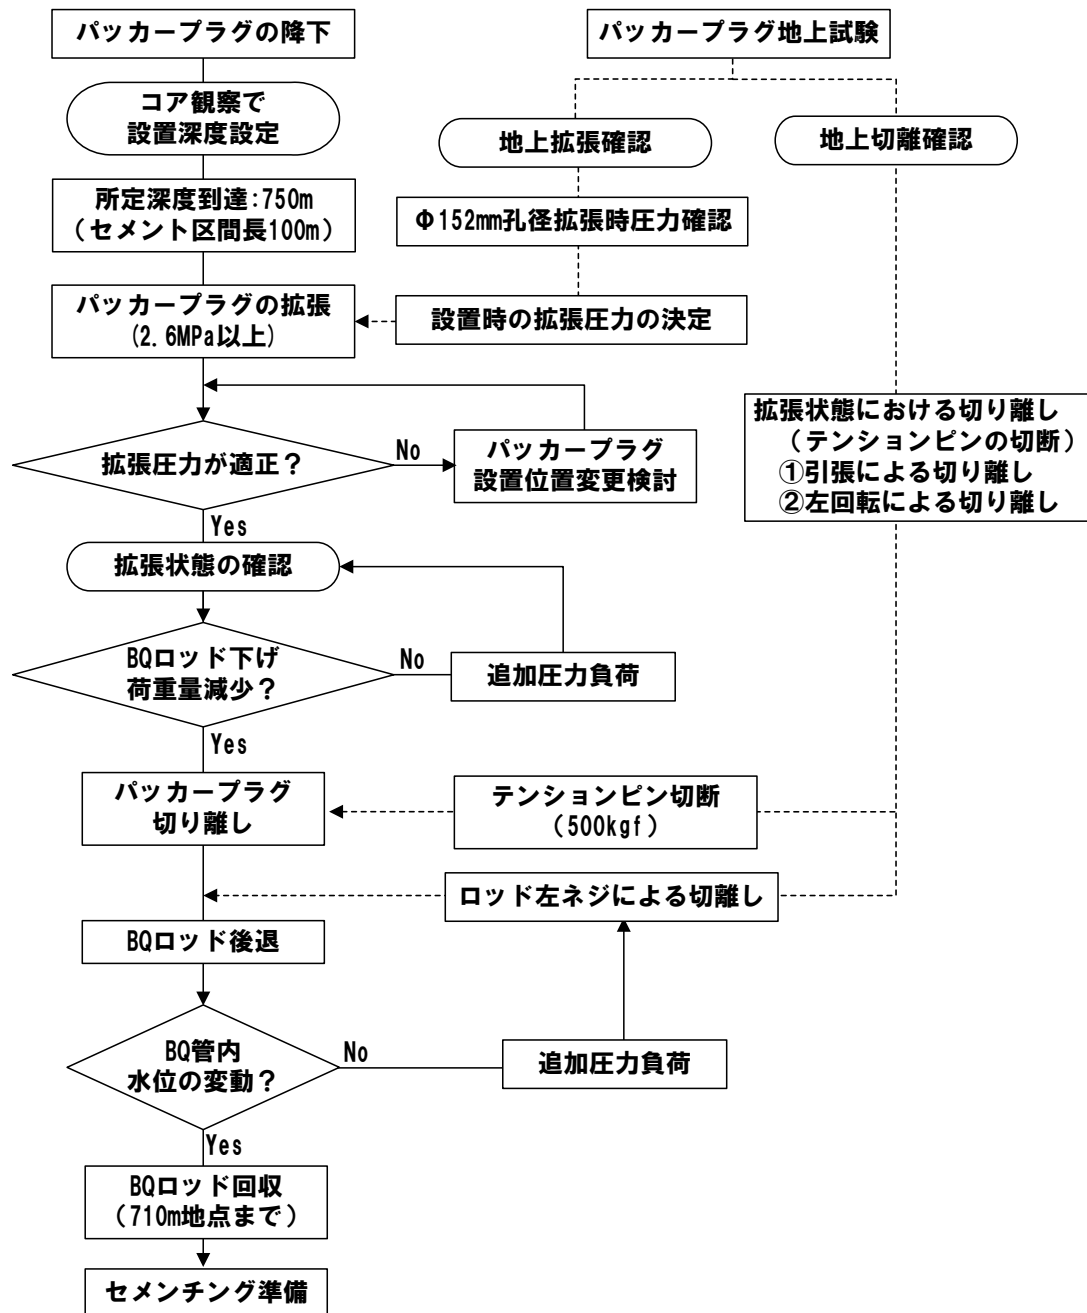 パッカープラグの降下
パッカープラグ地上試験
コア観察で
設置深度設定
地上拡張確認
地上切離確認
所定深度到達:750m
（セメント区間長100m）
Φ152mm孔径拡張時圧力確認
パッカープラグの拡張
(2.6MPa以上)
設置時の拡張圧力の決定
拡張圧力が適正？
No
パッカープラグ
設置位置変更検討
拡張状態における切り離し
（テンションピンの切断）
①引張による切り離し
②左回転による切り離し
Yes
拡張状態の確認
BQロッド下げ
荷重量減少？
No
追加圧力負荷
Yes
パッカープラグ
切り離し
テンションピン切断
（500kgf）
ロッド左ネジによる切離し
BQロッド後退
BQ管内
水位の変動？
No
追加圧力負荷
Yes
BQロッド回収
（710m地点まで）
セメンチング準備